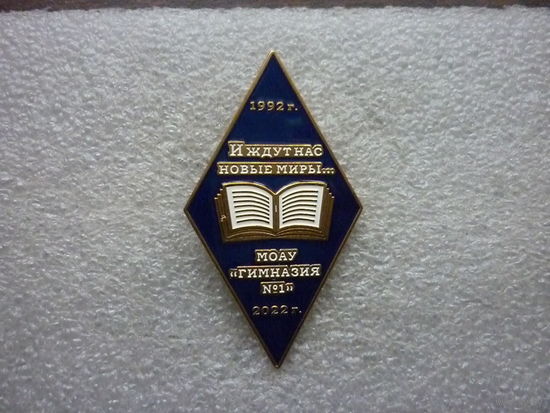 1992 г.
И ЖДУТ НАС
НОВЫЕ МИРЫ...
МОАУ
"ГИМНАЗИЯ
№1"
2022 г.